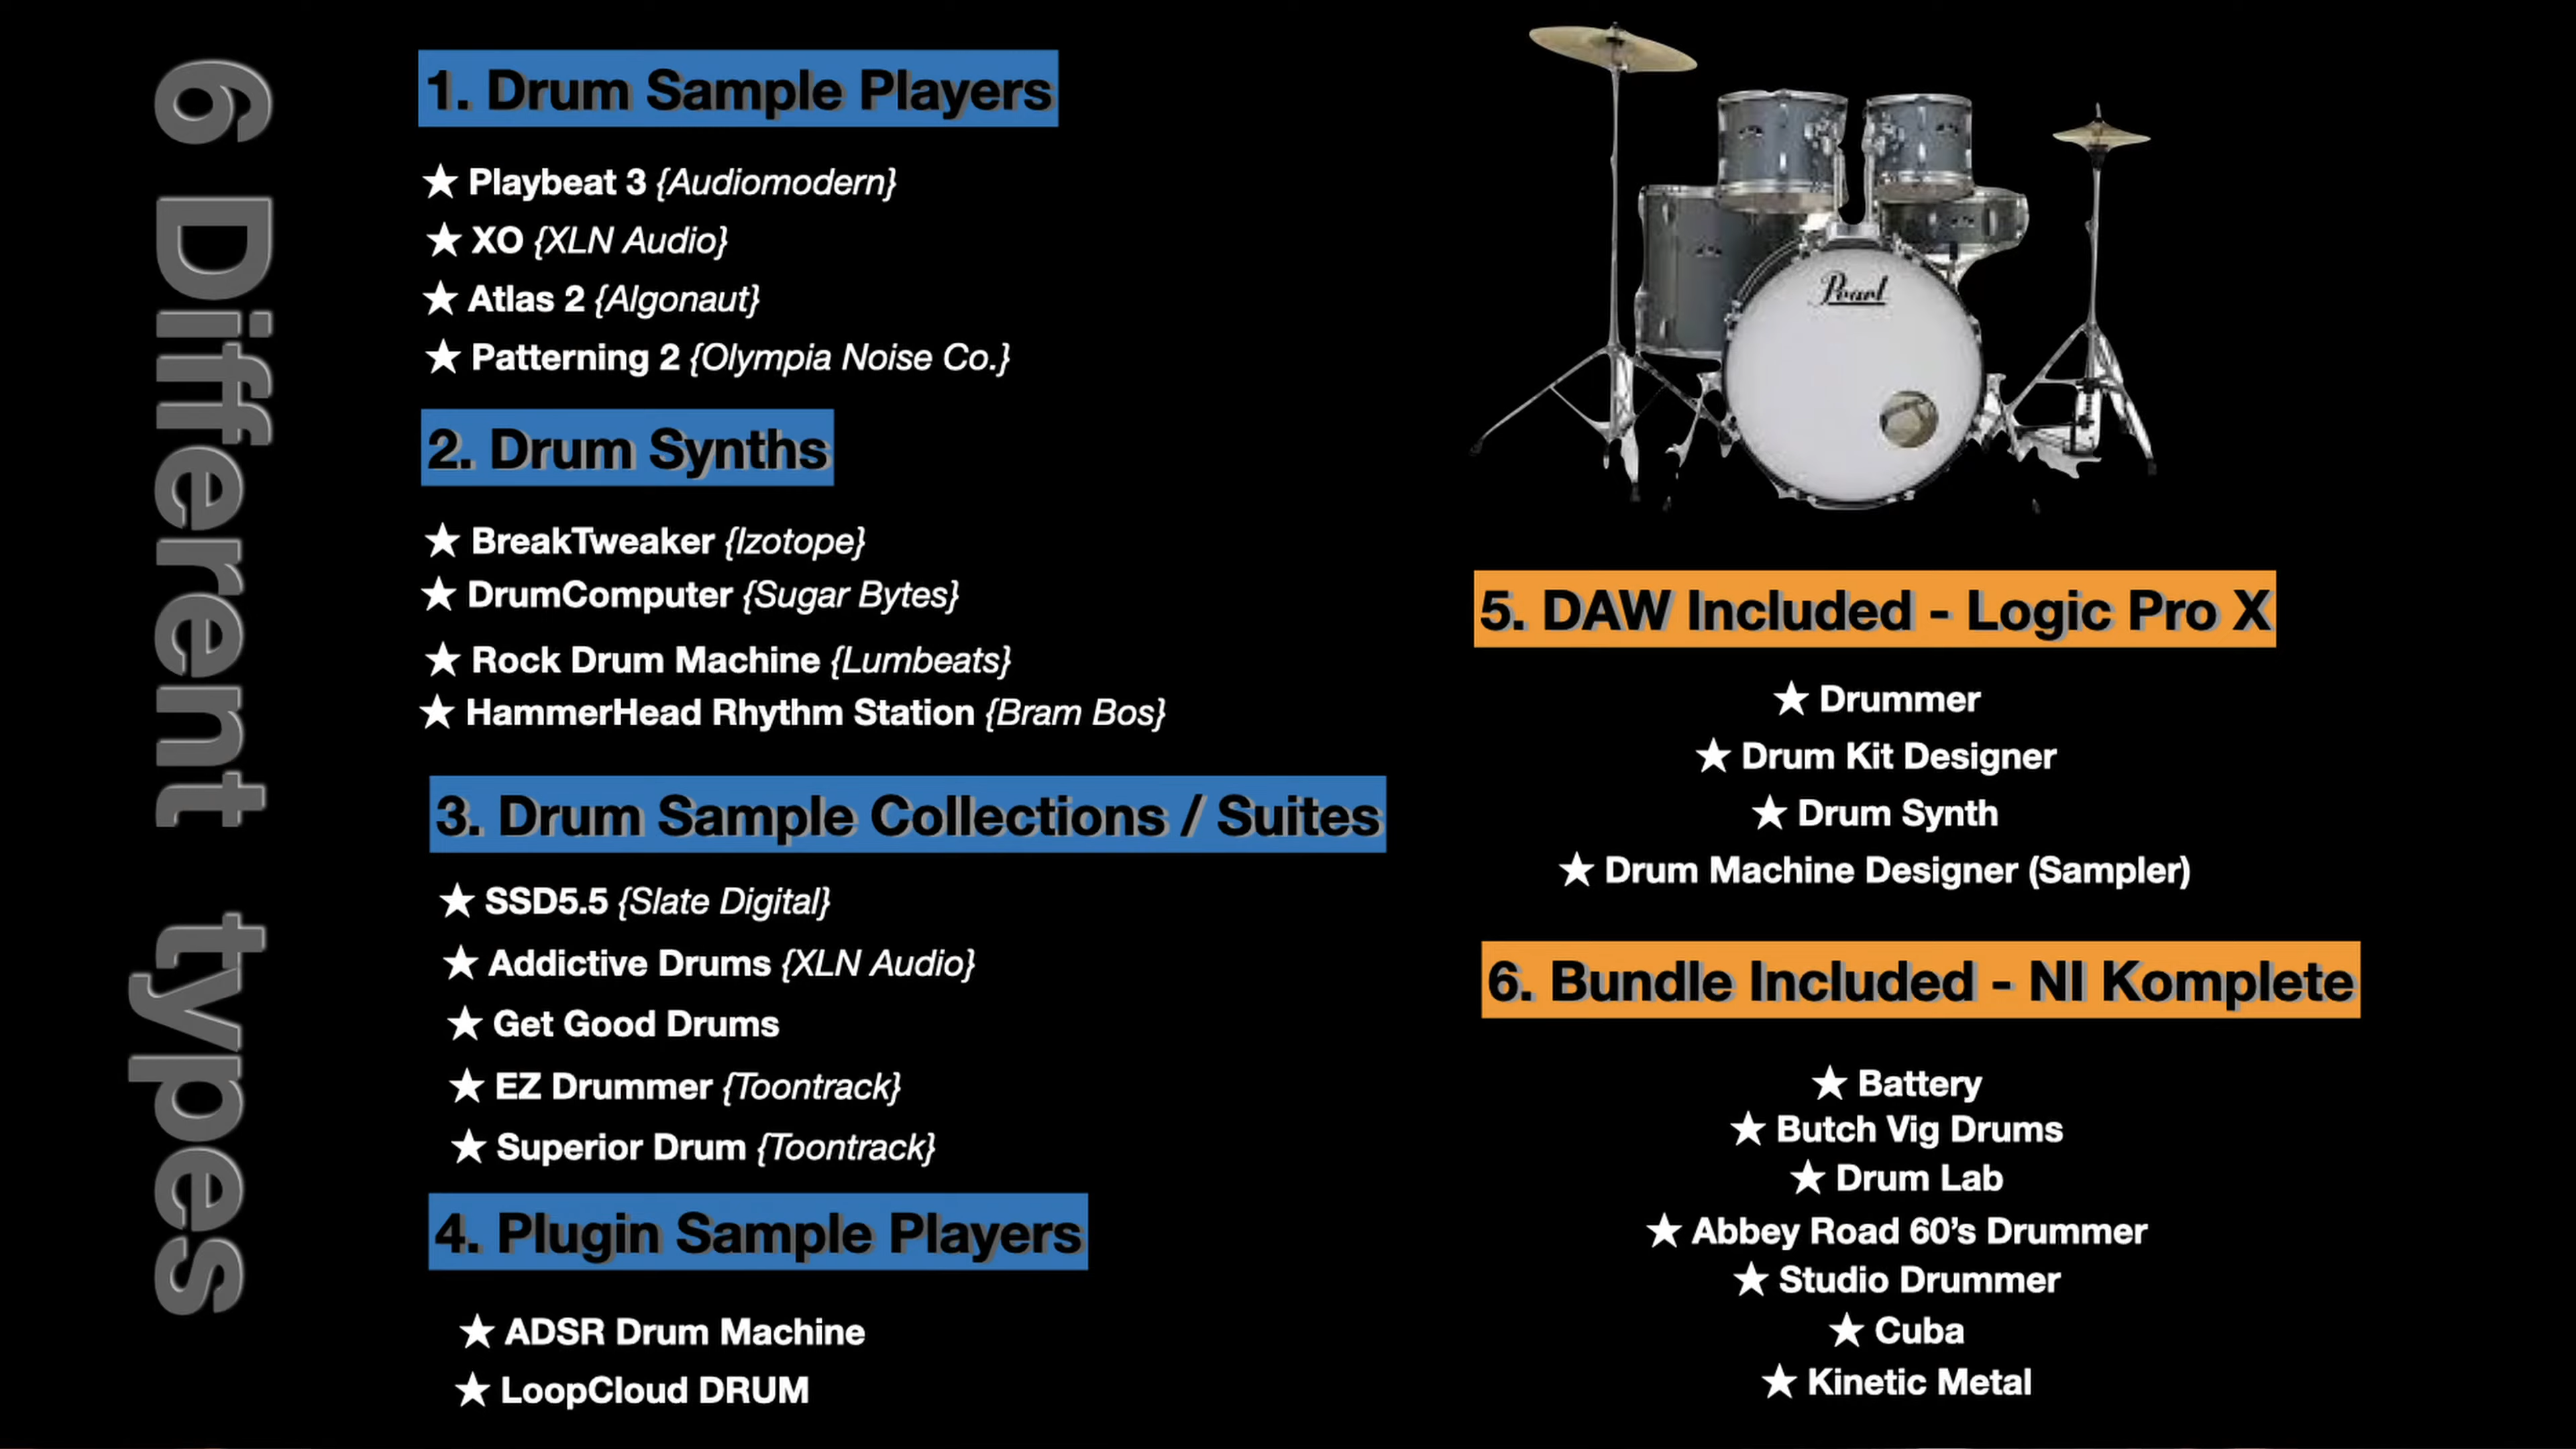 6 Different types
1. Drum Sample Players
★ Playbeat 3 {Audiomodern}
★ XO {XLN Audio}
★ Atlas 2 {Algonaut}
★ Patterning 2 {Olympia Noise Co.}
2. Drum Synths
★ BreakTweaker {Izotope}
★ DrumComputer {Sugar Bytes}
★ Rock Drum Machine {Lumbeats}
★ HammerHead Rhythm Station {Bram Bos}
3. Drum Sample Collections / Suites
★ SSD5.5 {Slate Digital}
★ Addictive Drums {XLN Audio}
★ Get Good Drums
★ EZ Drummer {Toontrack}
★ Superior Drum {Toontrack}
4. Plugin Sample Players
★ ADSR Drum Machine
★ LoopCloud DRUM
Pearl
5. DAW Included - Logic Pro X
★ Drummer
★ Drum Kit Designer
★ Drum Synth
★ Drum Machine Designer (Sampler)
6. Bundle Included - NI Komplete
★ Battery
★ Butch Vig Drums
★ Drum Lab
★ Abbey Road 60’s Drummer
★ Studio Drummer
★ Cuba
★ Kinetic Metal